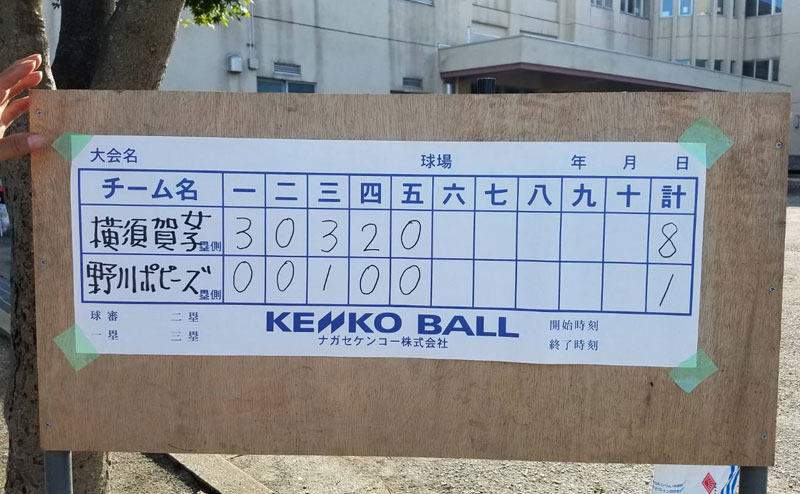 大会名 球場 年 月 日
チーム名 一 二 三 四 五 六 七 八 九 十 計
横須賀女子 塁側 3 0 3 2 0 8
野川ポピーズ 塁側 0 0 1 0 0 1
球審 二塁 KENKO BALL 開始時刻
一塁 三塁 ナガセケンコー株式会社 終了時刻